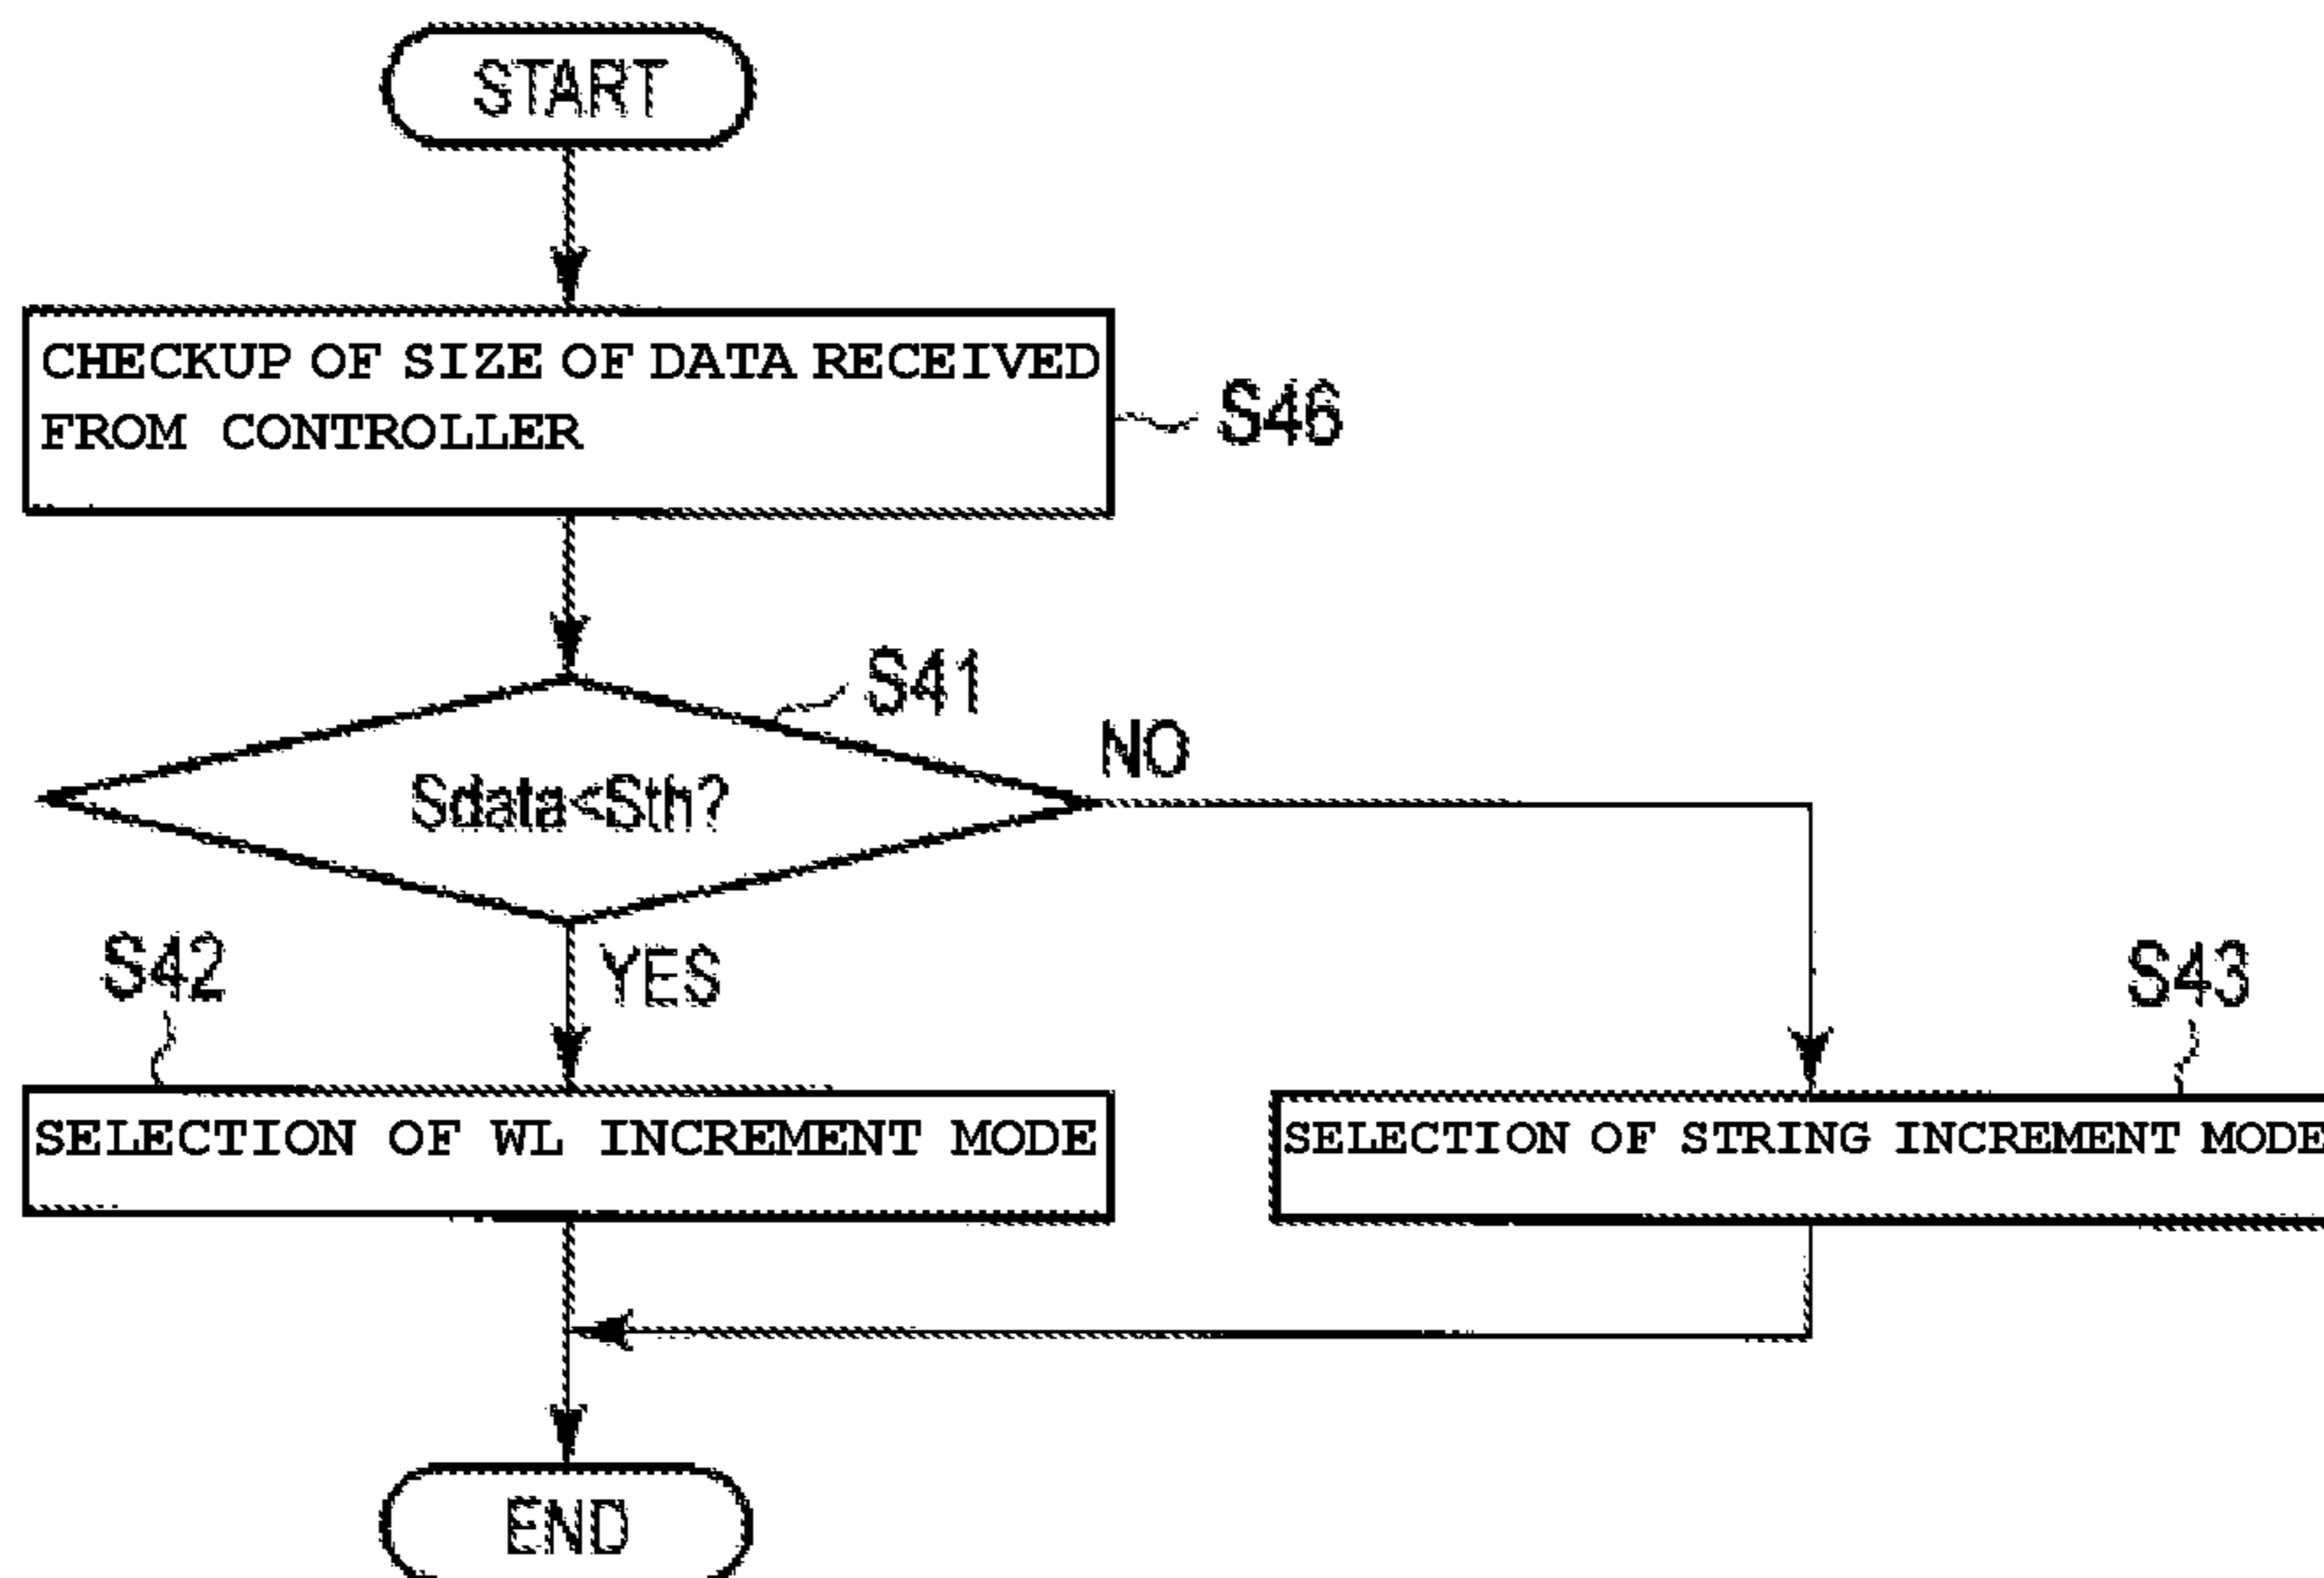 START
CHECKUP OF SIZE OF DATA RECEIVED
FROM CONTROLLER
S46
S41
Sdata<Sth?
NO
YES
S42
S43
SELECTION OF WL INCREMENT MODE
SELECTION OF STRING INCREMENT MODE
END